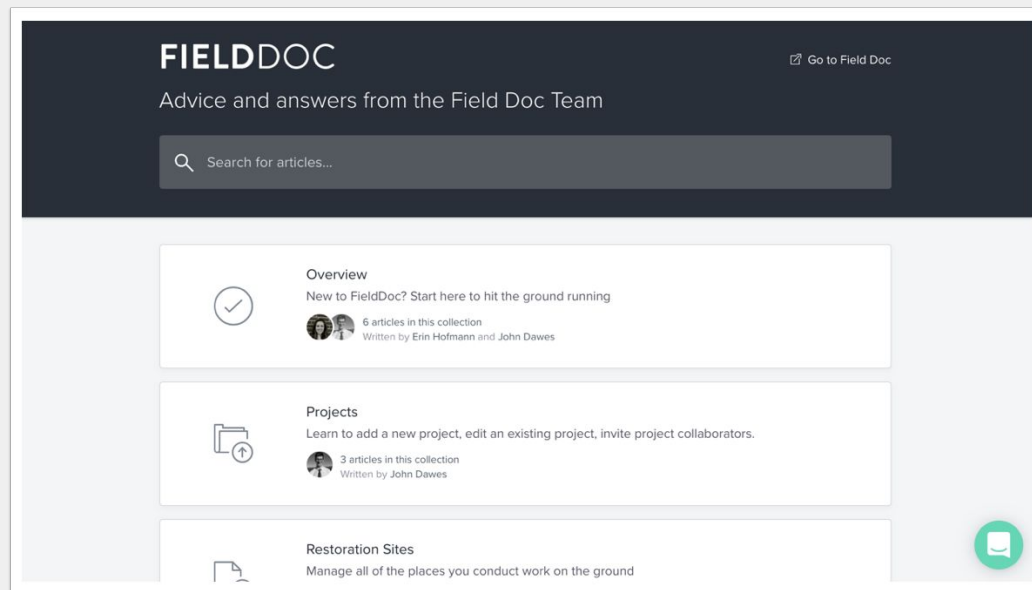 FIELDDOC
Go to Field Doc
Advice and answers from the Field Doc Team
Search for articles...
Overview
New to FieldDoc? Start here to hit the ground running
6 articles in this collection
Written by Erin Hofmann and John Dawes
Projects
Learn to add a new project, edit an existing project, invite project collaborators.
3 articles in this collection
Written by John Dawes
Restoration Sites
Manage all of the places you conduct work on the ground